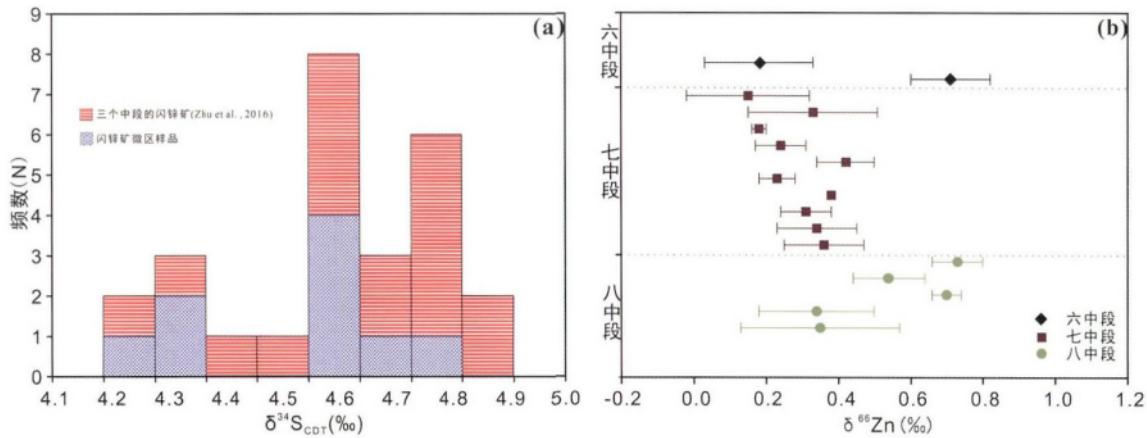 (a)
9
8
7
6
5
4
3
2
1
0
频数(N)
三个中段的闪锌矿(Zhu et al., 2016)
闪锌矿微区样品
4.1 4.2 4.3 4.4 4.5 4.6 4.7 4.8 4.9 5.0
δ³⁴S_CDT(‰)
(b)
六中段
七中段
八中段
六中段
七中段
八中段
-0.2 0.0 0.2 0.4 0.6 0.8 1.0 1.2
δ⁶⁶Zn(‰)